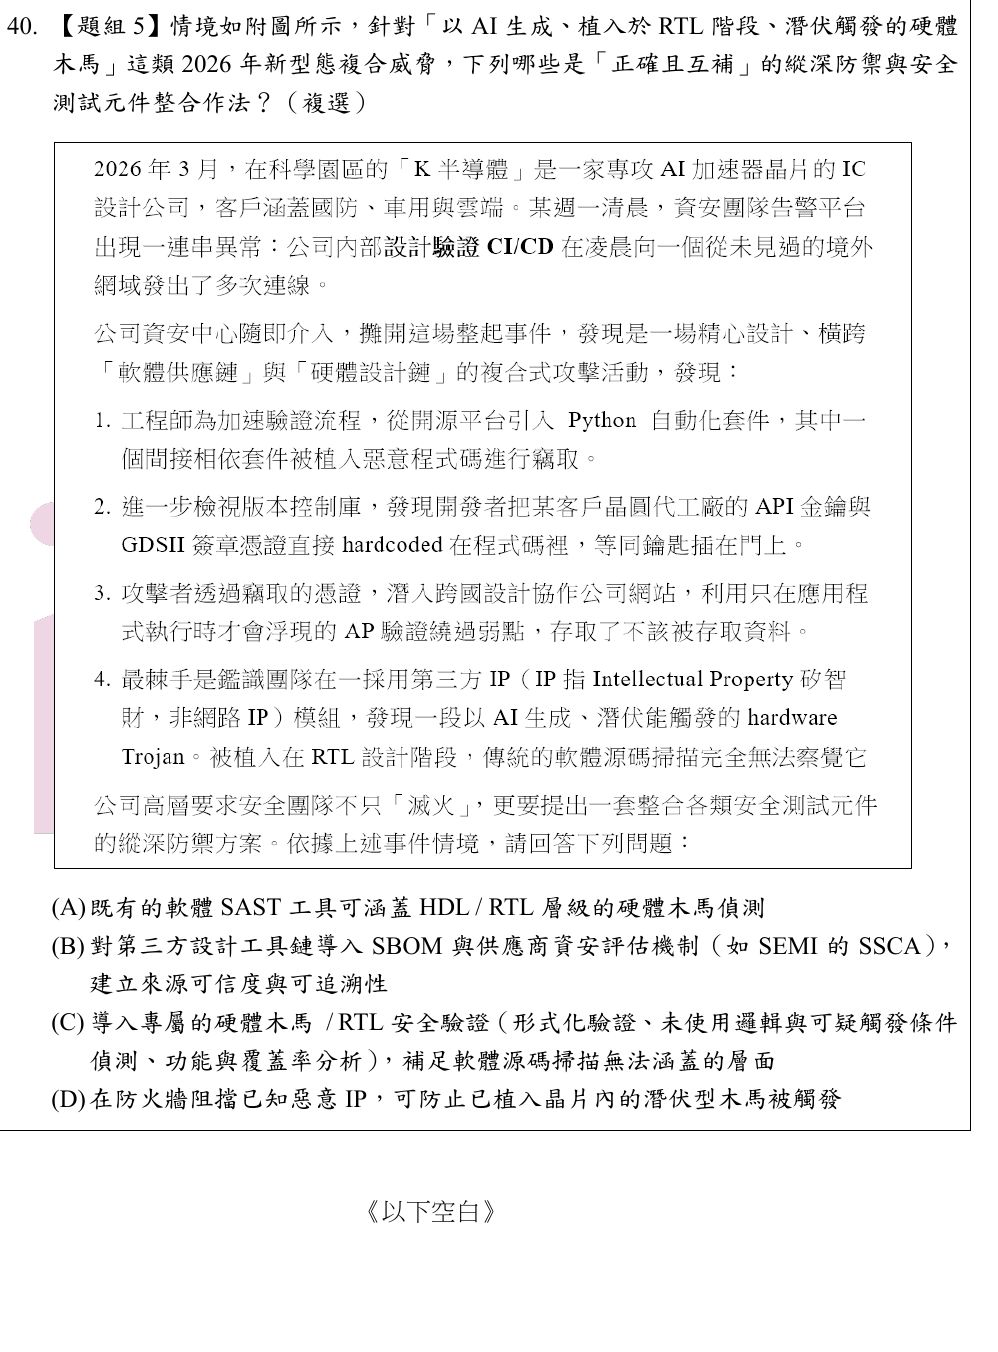 40. 【題組 5】情境如附圖所示，針對「以 AI 生成、植入於 RTL 階段、潛伏觸發的硬體
木馬」這類 2026 年新型態複合威脅，下列哪些是「正確且互補」的縱深防禦與安全
測試元件整合作法？（複選）
2026 年 3 月，在科學園區的「K 半導體」是一家專攻 AI 加速器晶片的 IC
設計公司，客戶涵蓋國防、車用與雲端。某週一清晨，資安團隊告警平台
出現一連串異常：公司內部設計驗證 CI/CD 在凌晨向一個從未見過的境外
網域發出了多次連線。
公司資安中心隨即介入，攤開這場整起事件，發現是一場精心設計、橫跨
「軟體供應鏈」與「硬體設計鏈」的複合式攻擊活動，發現：
1. 工程師為加速驗證流程，從開源平台引入 Python 自動化套件，其中一
個間接相依套件被植入惡意程式碼進行竊取。
2. 進一步檢視版本控制庫，發現開發者把某客戶晶圓代工廠的 API 金鑰與
GDSII 簽章憑證直接 hardcoded 在程式碼裡，等同鑰匙插在門上。
3. 攻擊者透過竊取的憑證，潛入跨國設計協作公司網站，利用只在應用程
式執行時才會浮現的 AP 驗證繞過弱點，存取了不該被存取資料。
4. 最棘手是鑑識團隊在一採用第三方 IP（IP 指 Intellectual Property 矽智
財，非網路 IP）模組，發現一段以 AI 生成、潛伏能觸發的 hardware
Trojan。被植入在 RTL 設計階段，傳統的軟體源碼掃描完全無法察覺它
公司高層要求安全團隊不只「滅火」，更要提出一套整合各類安全測試元件
的縱深防禦方案。依據上述事件情境，請回答下列問題：
(A) 既有的軟體 SAST 工具可涵蓋 HDL / RTL 層級的硬體木馬偵測
(B) 對第三方設計工具鏈導入 SBOM 與供應商資安評估機制（如 SEMI 的 SSCA），
建立來源可信度與可追溯性
(C) 導入專屬的硬體木馬 / RTL 安全驗證（形式化驗證、未使用邏輯與可疑觸發條件
偵測、功能與覆蓋率分析），補足軟體源碼掃描無法涵蓋的層面
(D) 在防火牆阻擋已知惡意 IP，可防止已植入晶片內的潛伏型木馬被觸發
《以下空白》